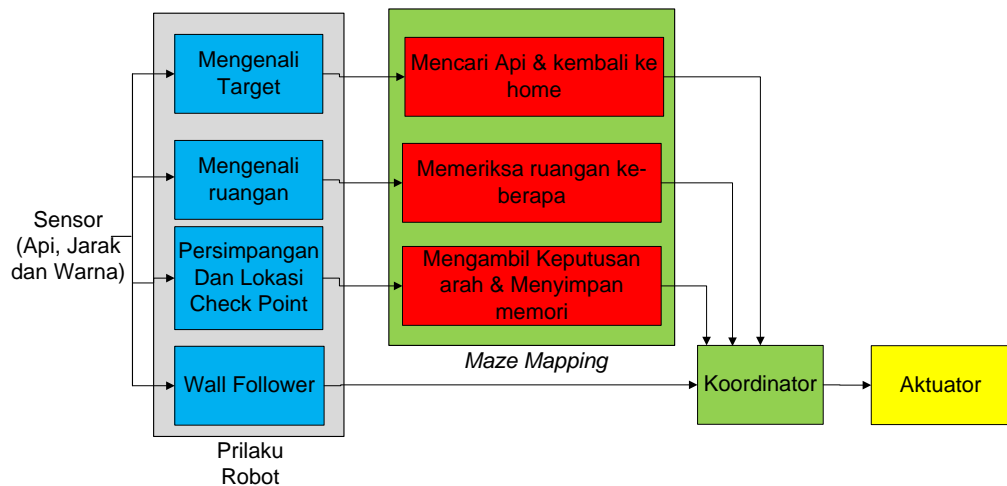 Sensor
(Api, Jarak
dan Warna)
Mengenali
Target
Mengenali
ruangan
Persimpangan
Dan Lokasi
Check Point
Wall Follower
Prilaku
Robot
Mencari Api & kembali ke
home
Memeriksa ruangan ke-
berapa
Mengambil Keputusan
arah & Menyimpan
memori
Maze Mapping
Koordinator
Aktuator